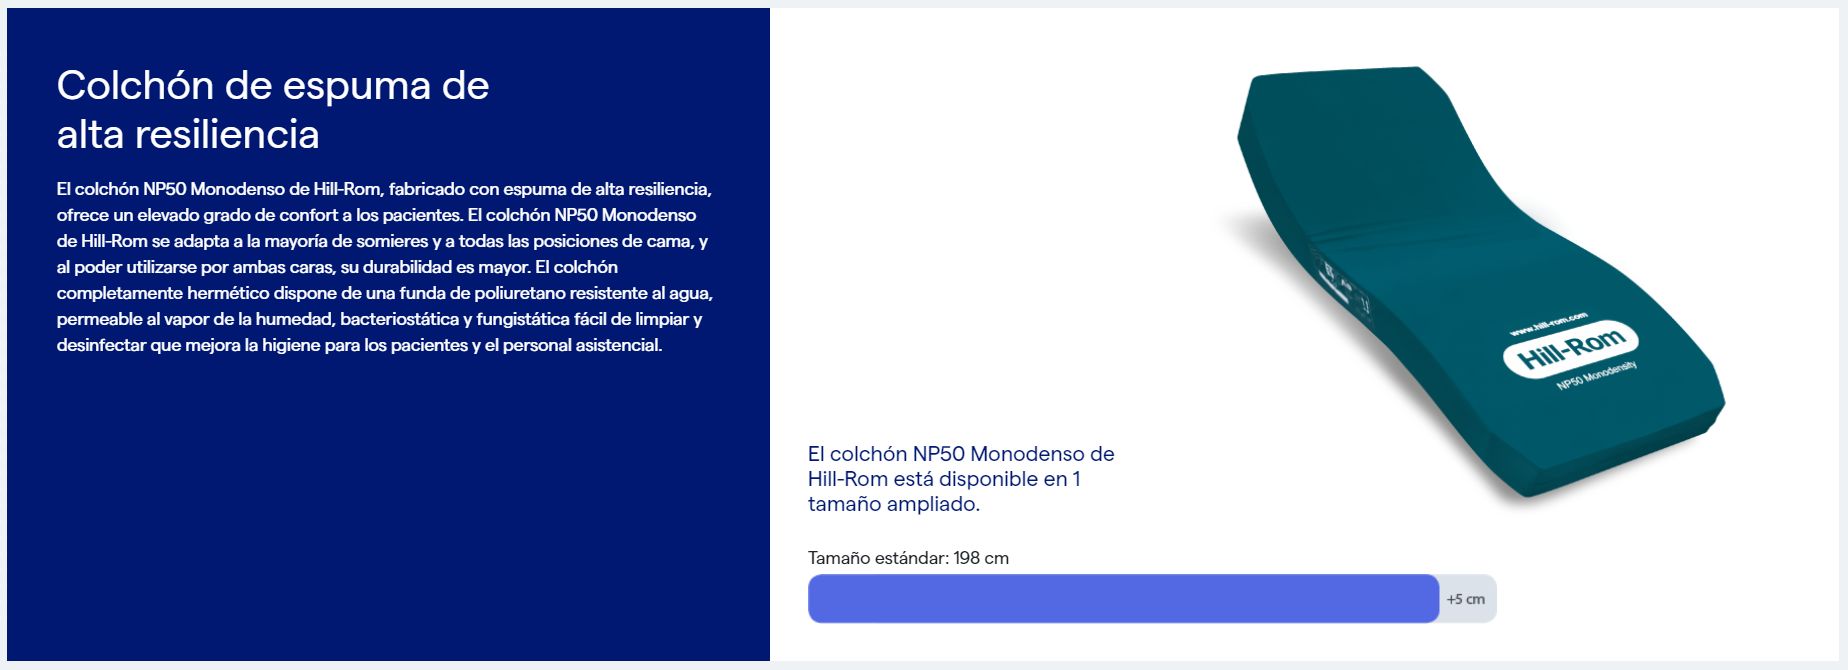 Colchón de espuma de
alta resiliencia
El colchón NP50 Monodenso de Hill-Rom, fabricado con espuma de alta resiliencia,
ofrece un elevado grado de confort a los pacientes. El colchón NP50 Monodenso
de Hill-Rom se adapta a la mayoría de somieres y a todas las posiciones de cama, y
al poder utilizarse por ambas caras, su durabilidad es mayor. El colchón
completamente hermético dispone de una funda de poliuretano resistente al agua,
permeable al vapor de la humedad, bacteriostática y fungistática fácil de limpiar y
desinfectar que mejora la higiene para los pacientes y el personal asistencial.
www.hill-rom.com
Hill-Rom
NP50 Monodensity
El colchón NP50 Monodenso de
Hill-Rom está disponible en 1
tamaño ampliado.
Tamaño estándar: 198 cm
+5 cm